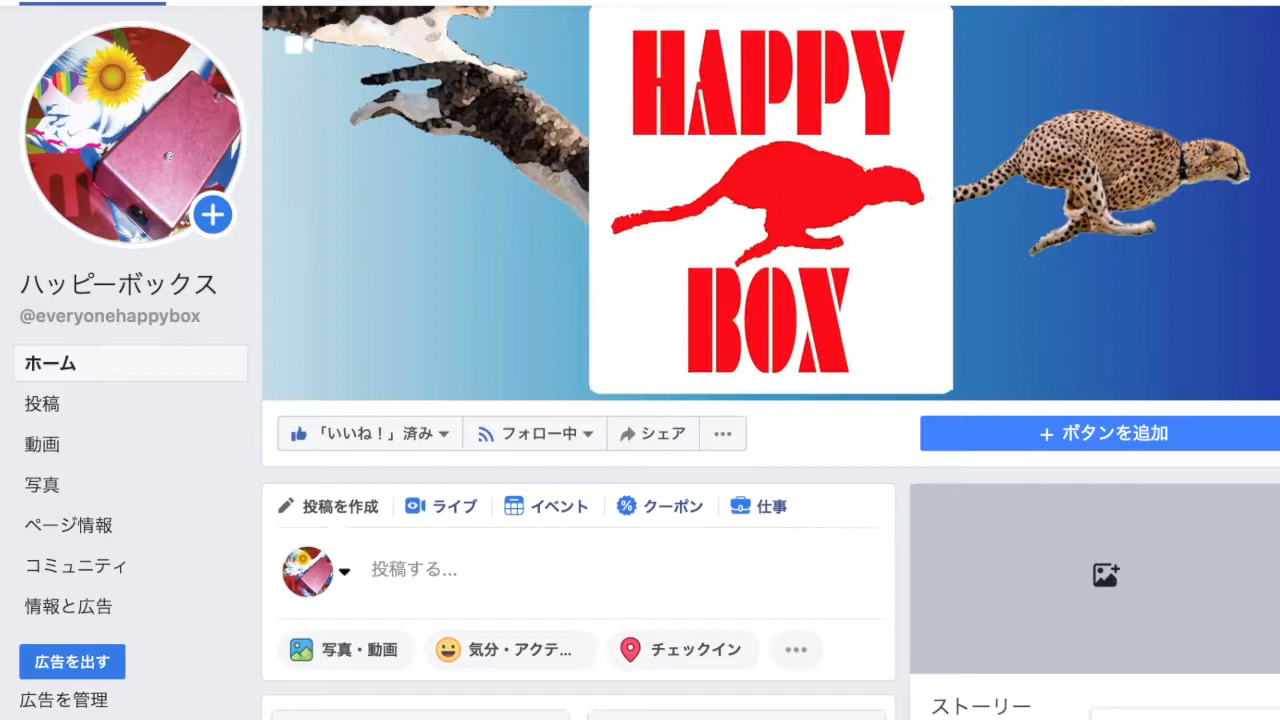 HAPPY
BOX
ハッピーボックス
@everyonehappybox
ホーム
投稿
動画
写真
ページ情報
コミュニティ
情報と広告
広告を出す
広告を管理
「いいね！」済み
フォロー中
シェア
+ ボタンを追加
投稿を作成
ライブ
イベント
クーポン
仕事
投稿する...
写真・動画
気分・アクテ...
チェックイン
ストーリー